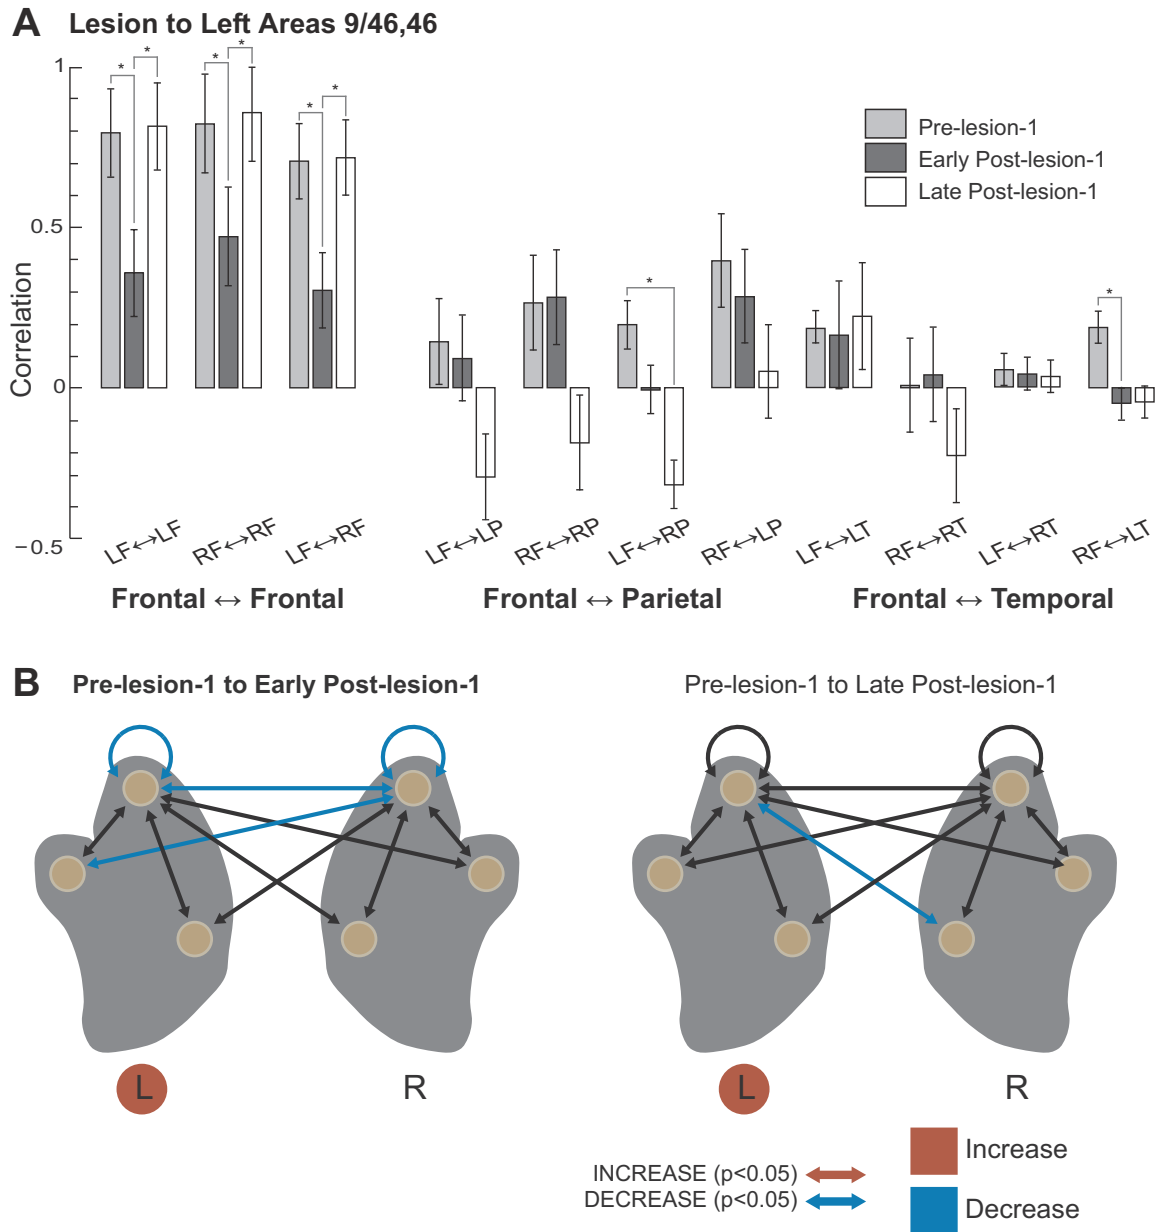 A Lesion to Left Areas 9/46,46
1
0.5
0
−0.5
Correlation
* * * * * * * *
Pre-lesion-1
Early Post-lesion-1
Late Post-lesion-1
LF↔LF RF↔RF LF↔RF LF↔LP RF↔RP LF↔RP RF↔LP LF↔LT RF↔RT LF↔RT RF↔LT
Frontal ↔ Frontal Frontal ↔ Parietal Frontal ↔ Temporal
B Pre-lesion-1 to Early Post-lesion-1 Pre-lesion-1 to Late Post-lesion-1
L R L R
INCREASE (p<0.05)
DECREASE (p<0.05)
Increase
Decrease